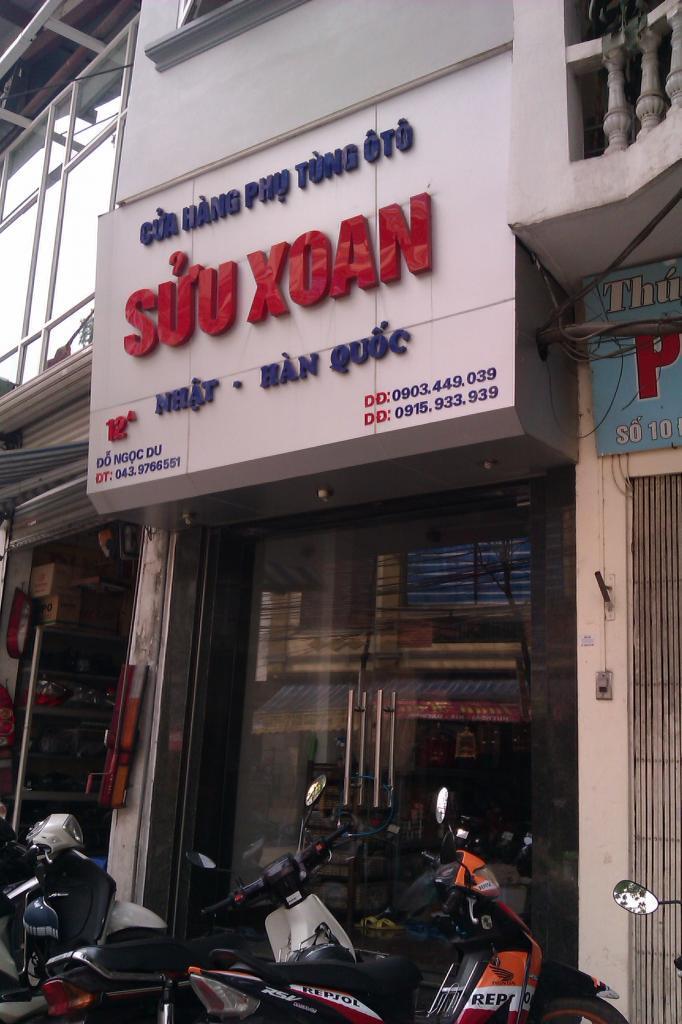 CỬA HÀNG PHỤ TÙNG ÔTÔ
SỬU XOAN
NHẬT - HÀN QUỐC
12A
ĐỖ NGỌC DU
ĐT: 043.9766551
DĐ: 0903.449.039
DĐ: 0915.933.939
Thú
P
SỐ 10
REPSOL
REPSOL
HONDA